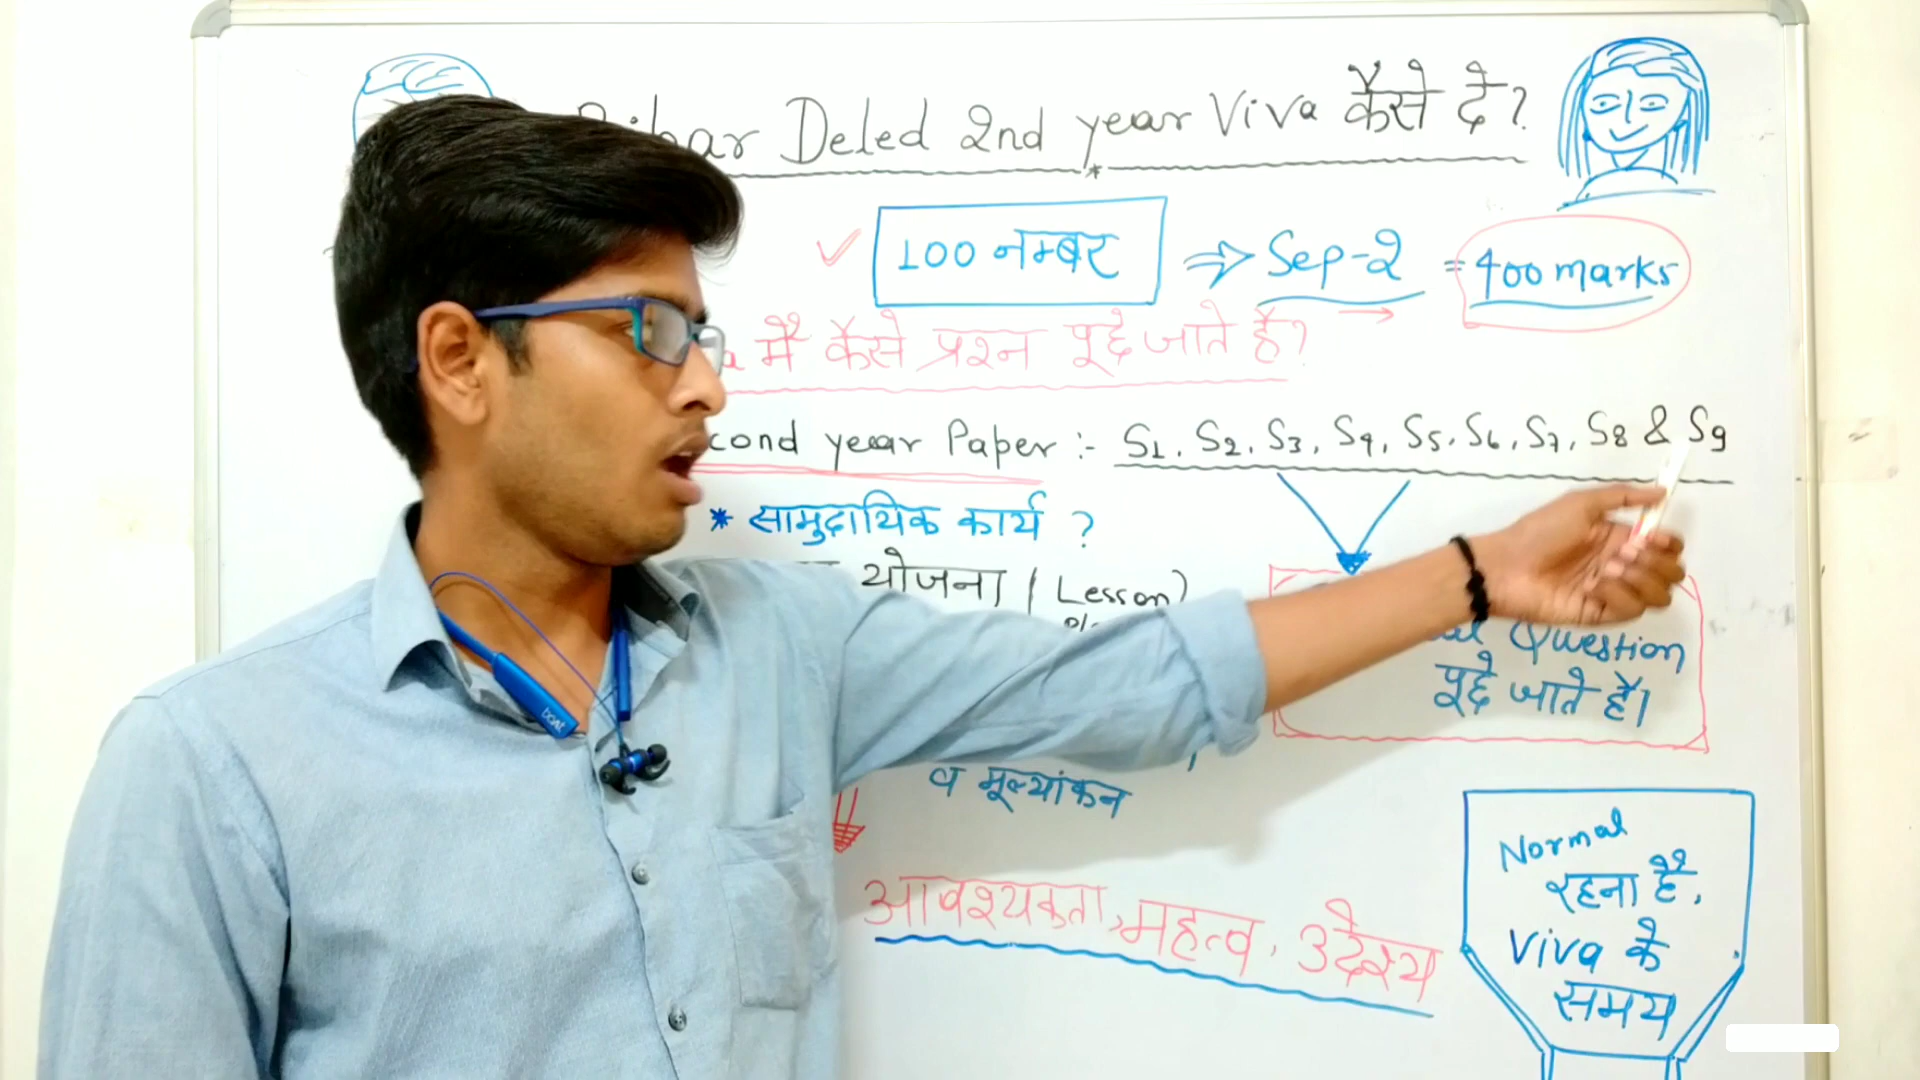 Deled 2nd year Viva कैसे दें?
100 नम्बर ⇒ Sep-2 = 400 marks
में कैसे प्रश्न पूछे जाते हैं?
year Paper :- S1, S2, S3, S4, S5, S6, S7, S8 & S9
* सामुदायिक कार्य ?
योजना / Lesson
Question
पूछे जाते हैं।
व मूल्यांकन
आवश्यकता, महत्व, उद्देश्य
Normal
रहना है,
Viva के
समय
boat